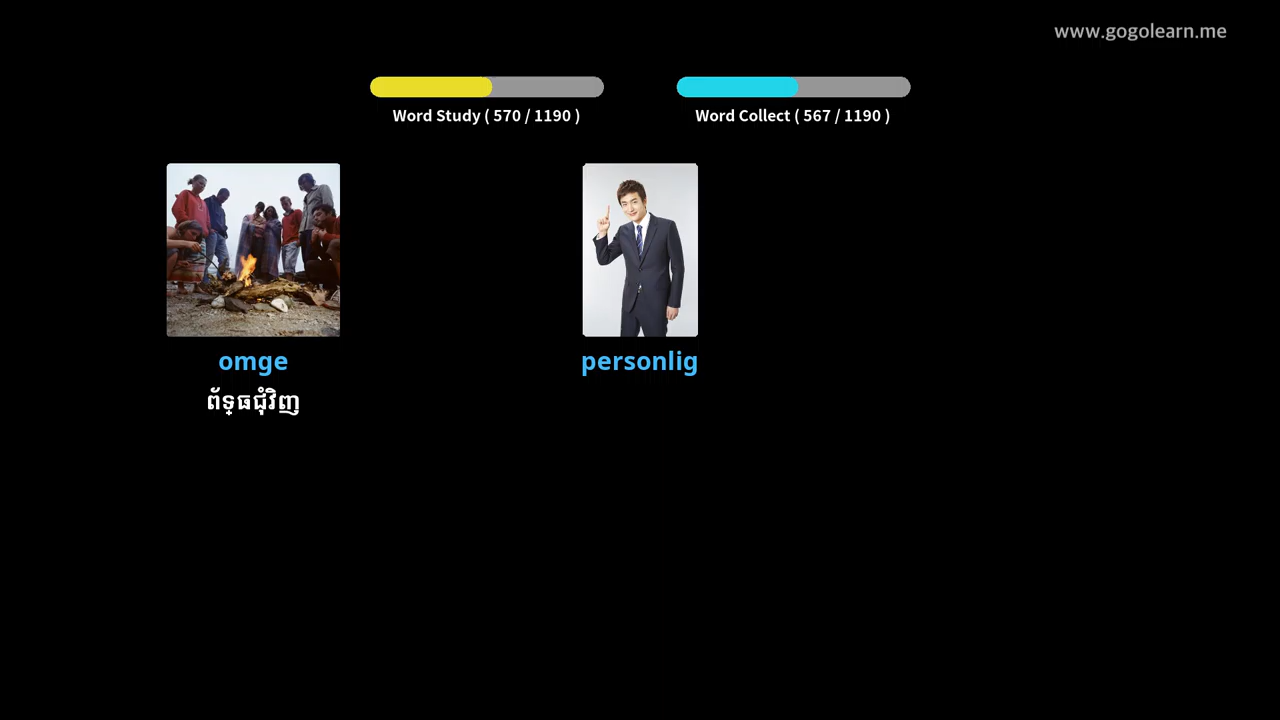 www.gogolearn.me
Word Study ( 570 / 1190 )
Word Collect ( 567 / 1190 )
omge
personlig
ព័ទ្ធជុំវិញ